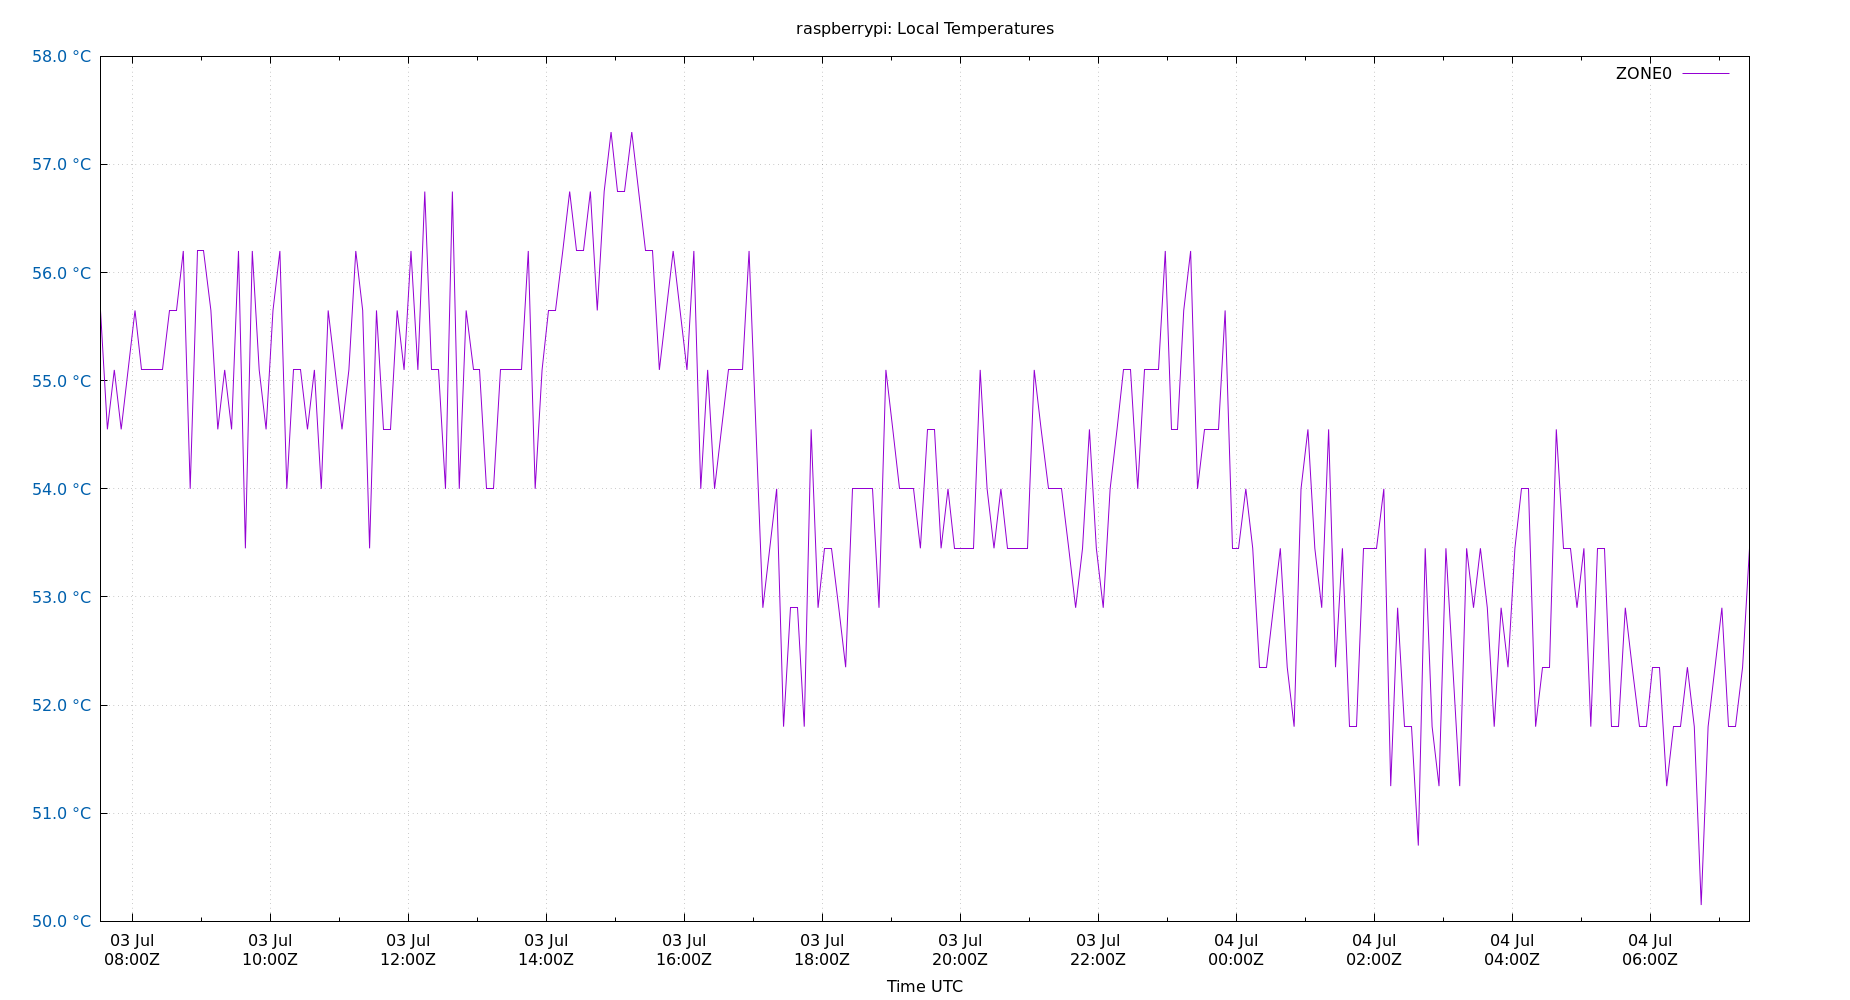 raspberrypi: Local Temperatures
58.0 °C
57.0 °C
56.0 °C
55.0 °C
54.0 °C
53.0 °C
52.0 °C
51.0 °C
50.0 °C
ZONE0
03 Jul
08:00Z
03 Jul
10:00Z
03 Jul
12:00Z
03 Jul
14:00Z
03 Jul
16:00Z
03 Jul
18:00Z
03 Jul
20:00Z
03 Jul
22:00Z
04 Jul
00:00Z
04 Jul
02:00Z
04 Jul
04:00Z
04 Jul
06:00Z
Time UTC